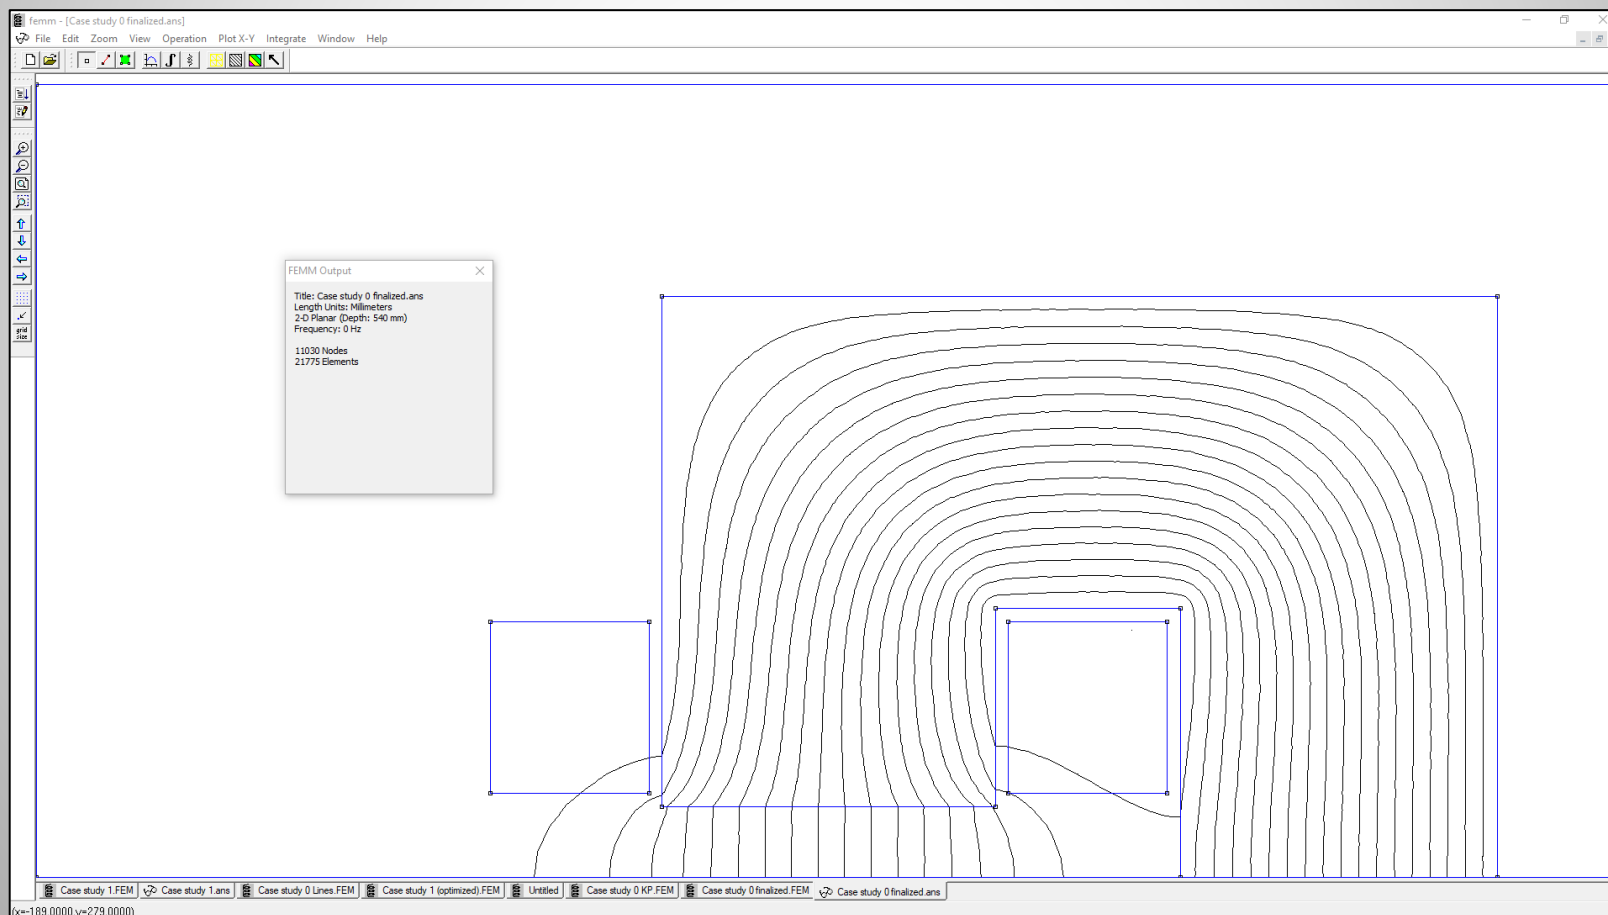 femm - [Case study 0 finalized.ans]
File Edit Zoom View Operation Plot X-Y Integrate Window Help
grid
size
FEMM Output
Title: Case study 0 finalized.ans
Length Units: Millimeters
2-D Planar (Depth: 540 mm)
Frequency: 0 Hz
11030 Nodes
21775 Elements
Case study 1.FEM Case study 1.ans Case study 0 Lines.FEM Case study 1 (optimized).FEM Untitled Case study 0 KP.FEM Case study 0 finalized.FEM Case study 0 finalized.ans
(x=-189.0000,y=279.0000)